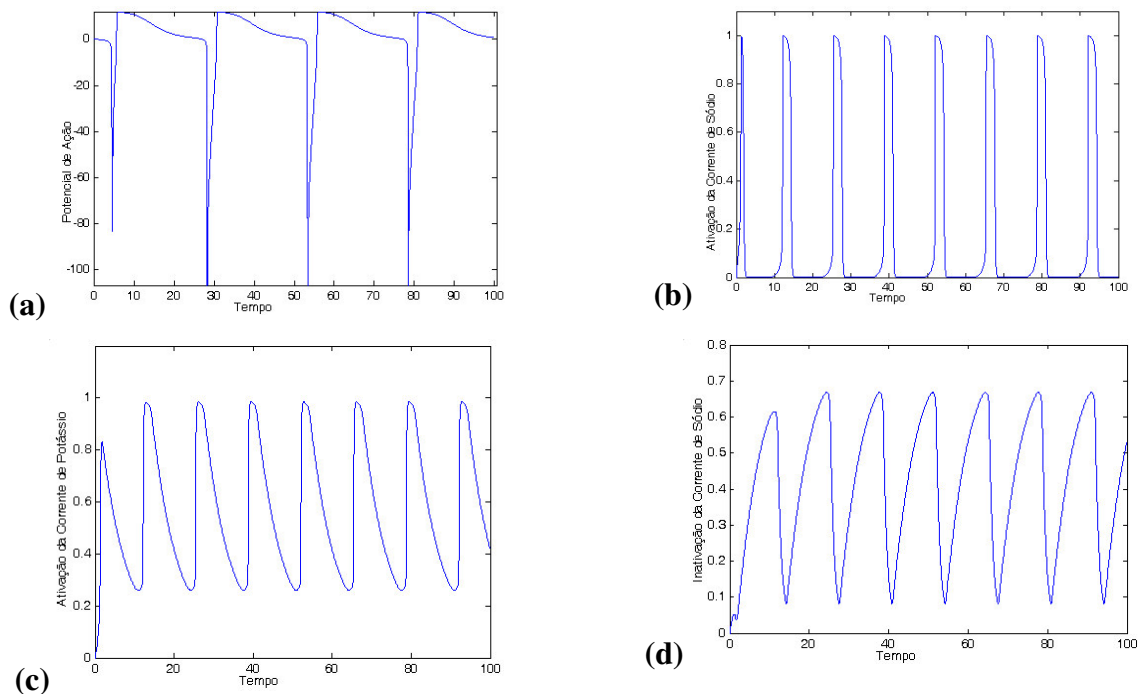 Potencial de Ação
0
-20
-40
-60
-80
-100
0 10 20 30 40 50 60 70 80 90 100
Tempo
(a)
Ativação da Corrente de Sódio
1
0.8
0.6
0.4
0.2
0
0 10 20 30 40 50 60 70 80 90 100
Tempo
(b)
Ativação da Corrente de Potássio
1
0.8
0.6
0.4
0.2
0
0 20 40 60 80 100
Tempo
(c)
Inativação da Corrente de Sódio
0.8
0.7
0.6
0.5
0.4
0.3
0.2
0.1
0
0 20 40 60 80 100
Tempo
(d)